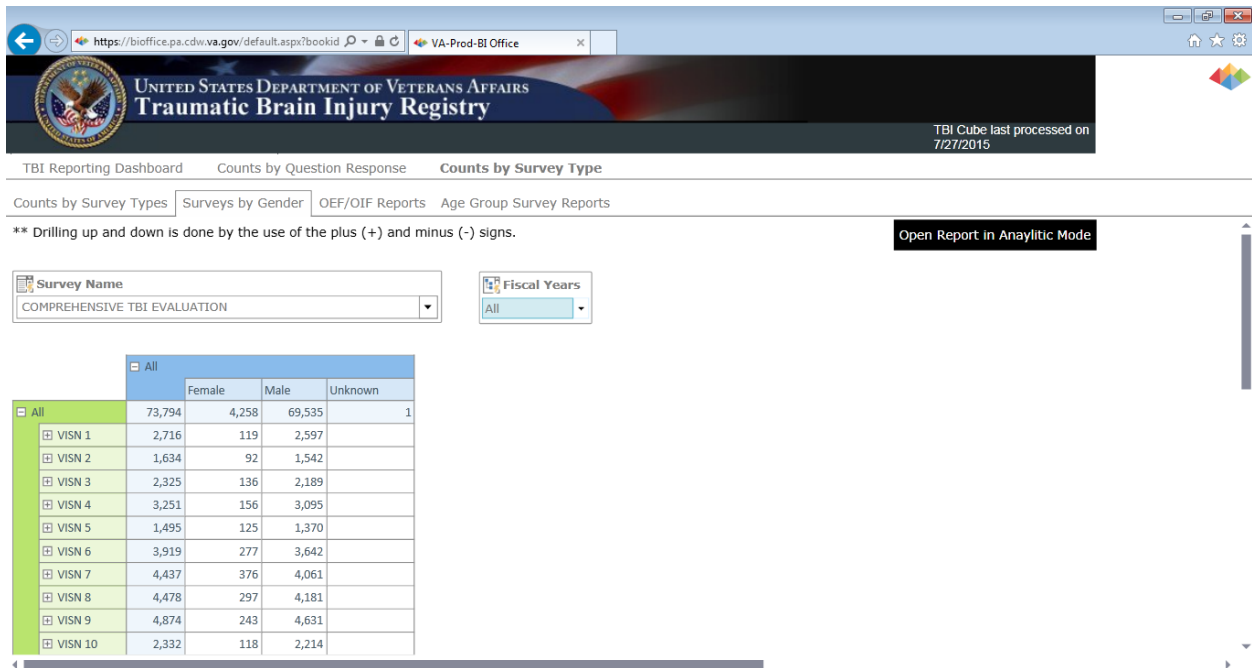 https://bioffice.pa.cdw.va.gov/default.aspx?bookid
VA-Prod-BI Office
UNITED STATES DEPARTMENT OF VETERANS AFFAIRS
Traumatic Brain Injury Registry
TBI Cube last processed on
7/27/2015
TBI Reporting Dashboard Counts by Question Response Counts by Survey Type
Counts by Survey Types Surveys by Gender OEF/OIF Reports Age Group Survey Reports
** Drilling up and down is done by the use of the plus (+) and minus (-) signs.
Open Report in Anaylitic Mode
Survey Name Fiscal Years
COMPREHENSIVE TBI EVALUATION All
All
Female Male Unknown
All 73,794 4,258 69,535 1
VISN 1 2,716 119 2,597
VISN 2 1,634 92 1,542
VISN 3 2,325 136 2,189
VISN 4 3,251 156 3,095
VISN 5 1,495 125 1,370
VISN 6 3,919 277 3,642
VISN 7 4,437 376 4,061
VISN 8 4,478 297 4,181
VISN 9 4,874 243 4,631
VISN 10 2,332 118 2,214